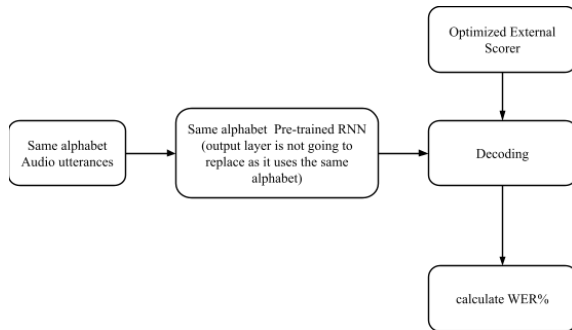 Optimized External
Scorer
Same alphabet
Audio utterances
Same alphabet Pre-trained RNN
(output layer is not going to
replace as it uses the same
alphabet)
Decoding
calculate WER%